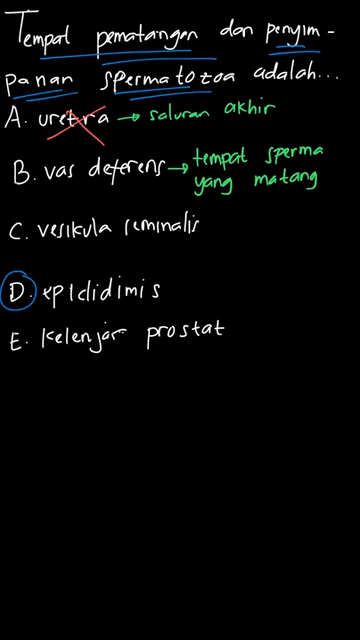 Tempat pematangan dan penyim-
panan spermatozoa adalah...
A. uretra → saluran akhir
B. vas deferens → tempat sperma
yang matang
C. vesikula seminalis
D. epididimis
E. Kelenjar prostat